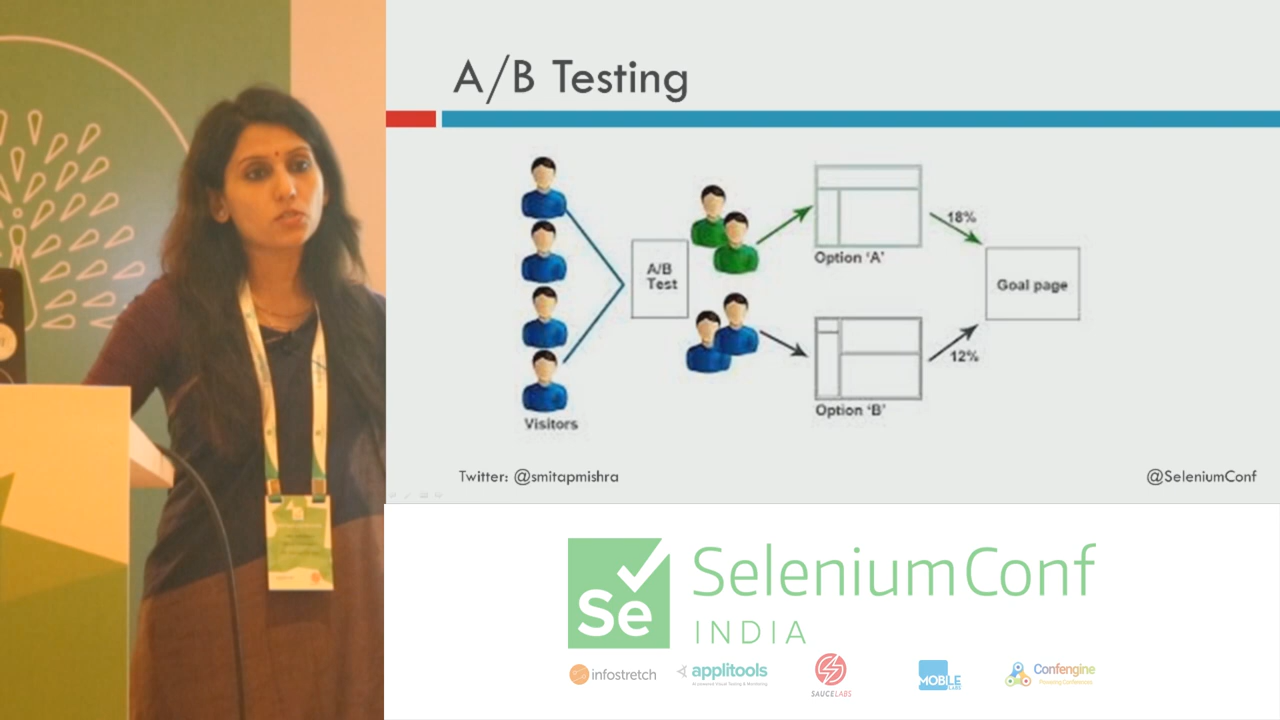 A/B Testing
18%
A/B
Test
Option 'A'
Goal page
12%
Option 'B'
Visitors
Twitter: @smitapmishra
@SeleniumConf
Se
SeleniumConf
INDIA
infostretch
applitools
SAUCELABS
MOBILE
LABS
Confengine